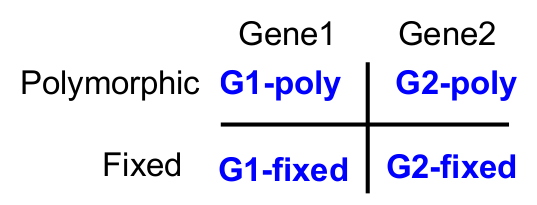 Gene1 Gene2
Polymorphic G1-poly G2-poly
Fixed G1-fixed G2-fixed